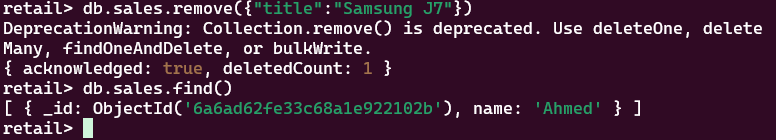 retail> db.sales.remove({"title":"Samsung J7"})
DeprecationWarning: Collection.remove() is deprecated. Use deleteOne, delete
Many, findOneAndDelete, or bulkWrite.
{ acknowledged: true, deletedCount: 1 }
retail> db.sales.find()
[ { _id: ObjectId('6a6ad62fe33c68a1e922102b'), name: 'Ahmed' } ]
retail>